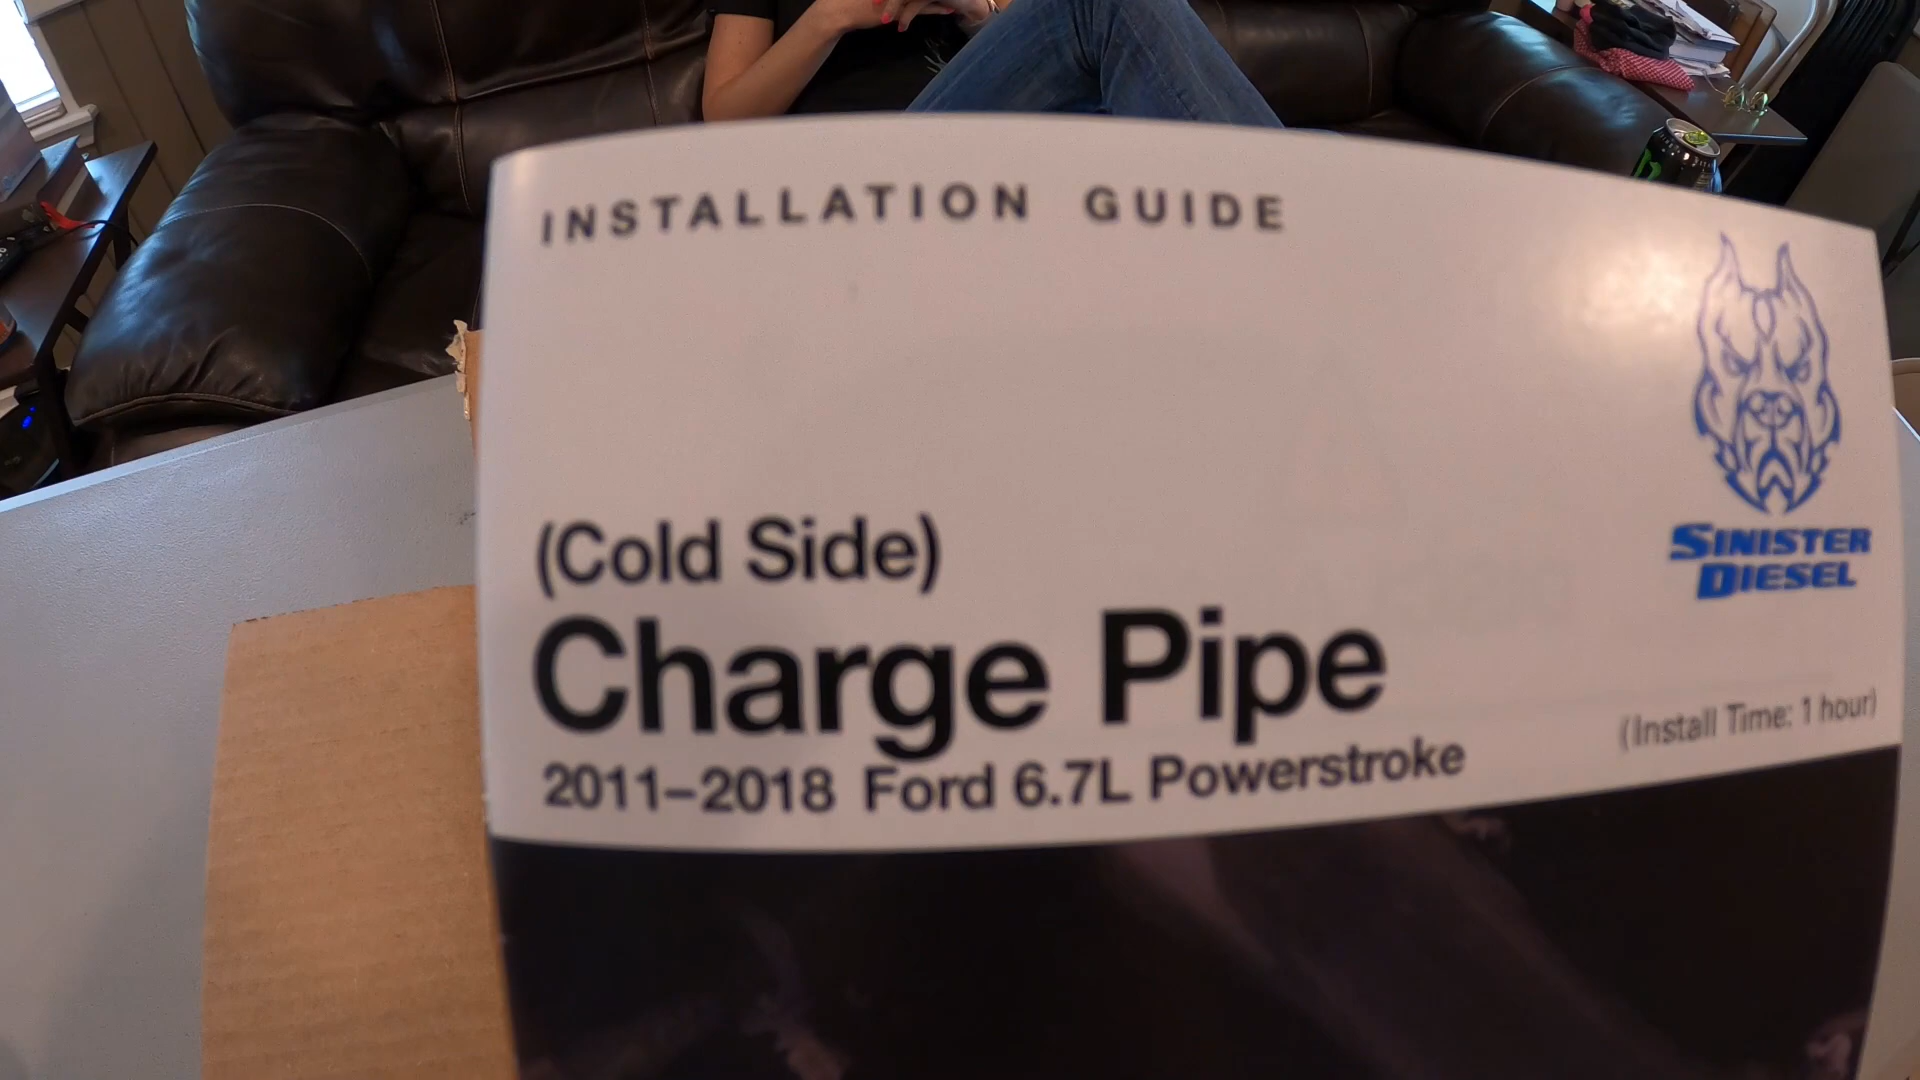 INSTALLATION GUIDE
SINISTER
DIESEL
(Cold Side)
Charge Pipe
2011–2018 Ford 6.7L Powerstroke
(Install Time: 1 hour)